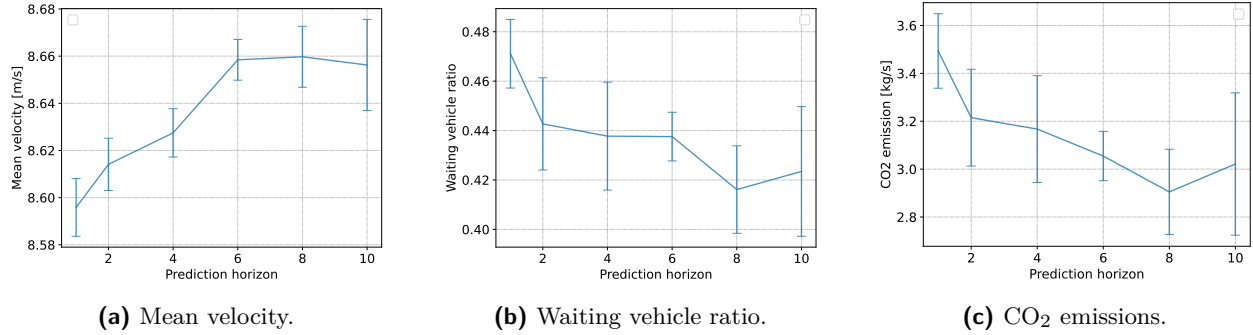 8.68
8.66
8.64
8.62
8.60
8.58
Mean velocity [m/s]
2 4 6 8 10
Prediction horizon
(a) Mean velocity.
0.48
0.46
0.44
0.42
0.40
Waiting vehicle ratio
2 4 6 8 10
Prediction horizon
(b) Waiting vehicle ratio.
3.6
3.4
3.2
3.0
2.8
CO2 emission [kg/s]
2 4 6 8 10
Prediction horizon
(c) CO₂ emissions.